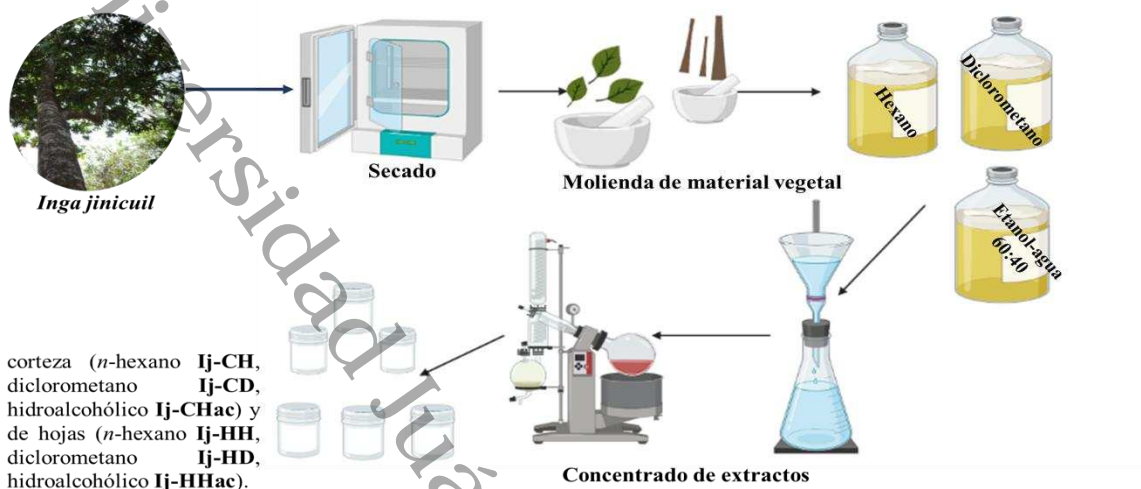 Inga jinicuil
Secado
Molienda de material vegetal
Hexano
Diclorometano
Etanol-agua
60:40
corteza (n-hexano Ij-CH,
diclorometano Ij-CD,
hidroalcohólico Ij-CHac) y
de hojas (n-hexano Ij-HH,
diclorometano Ij-HD,
hidroalcohólico Ij-HHac).
Concentrado de extractos